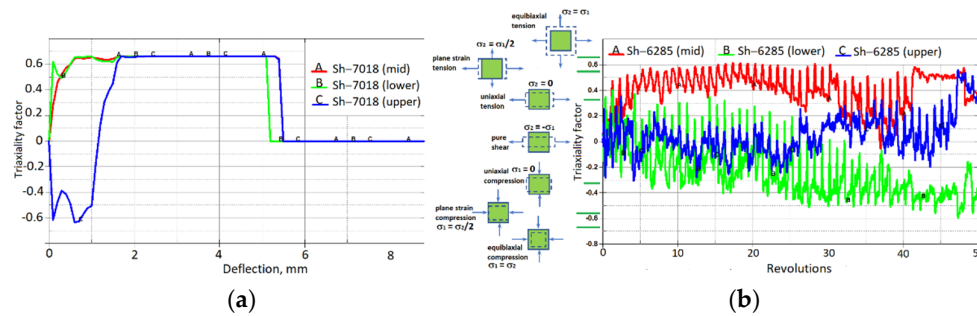 0.6
0.4
0.2
0
-0.2
-0.4
-0.6
Triaxiality factor
A B C A B C A B C A B C
A Sh−7018 (mid)
B Sh−7018 (lower)
C Sh−7018 (upper)
0 2 4 6 8
Deflection, mm
(a)
σ₂ = σ₁
equibiaxial
tension
σ₂ = σ₁/2
plane strain
tension
σ₂ = 0
uniaxial
tension
pure
shear
σ₂ = -σ₁
uniaxial
compression
σ₁ = 0
plane strain
compression
σ₁ = σ₂/2
equibiaxial
compression
σ₁ = σ₂
A Sh−6285 (mid) B Sh−6285 (lower) C Sh−6285 (upper)
0.6
0.4
0.2
0
-0.2
-0.4
-0.6
-0.8
Triaxiality factor
0 10 20 30 40 50
Revolutions
(b)